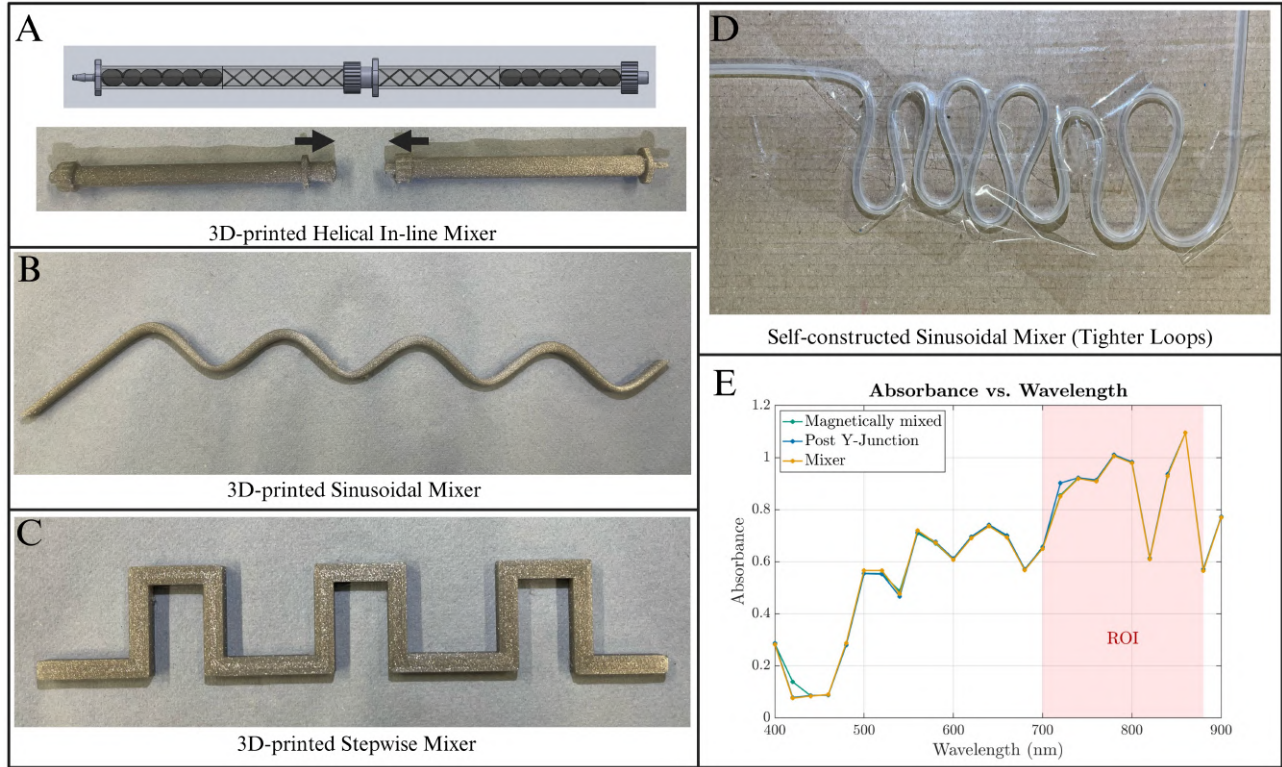 A
3D-printed Helical In-line Mixer
B
3D-printed Sinusoidal Mixer
C
3D-printed Stepwise Mixer
D
Self-constructed Sinusoidal Mixer (Tighter Loops)
E
Absorbance vs. Wavelength
Magnetically mixed
Post Y-Junction
Mixer
ROI
Absorbance
1.2
1
0.8
0.6
0.4
0.2
0
400
500
600
700
800
900
Wavelength (nm)